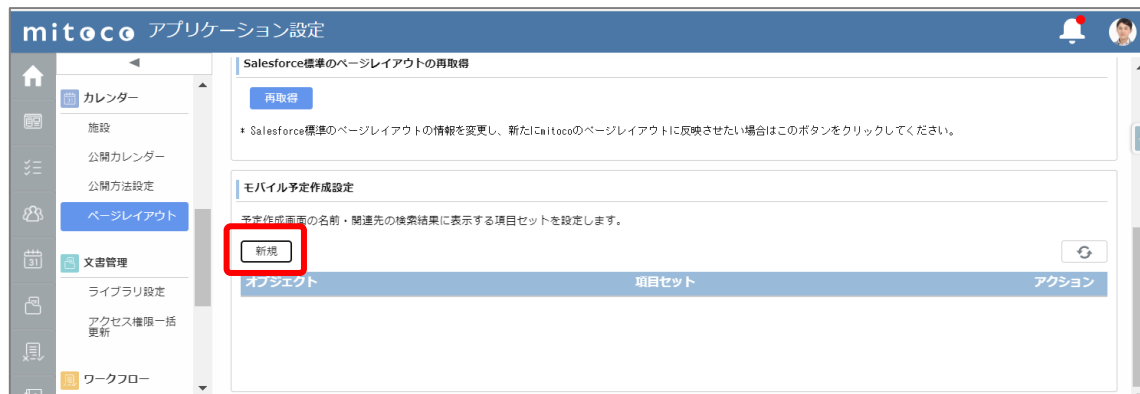 mitoco アプリケーション設定
カレンダー
施設
公開カレンダー
公開方法設定
ページレイアウト
文書管理
ライブラリ設定
アクセス権限一括
更新
ワークフロー
Salesforce標準のページレイアウトの再取得
再取得
* Salesforce標準のページレイアウトの情報を変更し、新たにmitocoのページレイアウトに反映させたい場合はこのボタンをクリックしてください。
モバイル予定作成設定
予定作成画面の名前・関連先の検索結果に表示する項目セットを設定します。
新規
オブジェクト 項目セット アクション
31